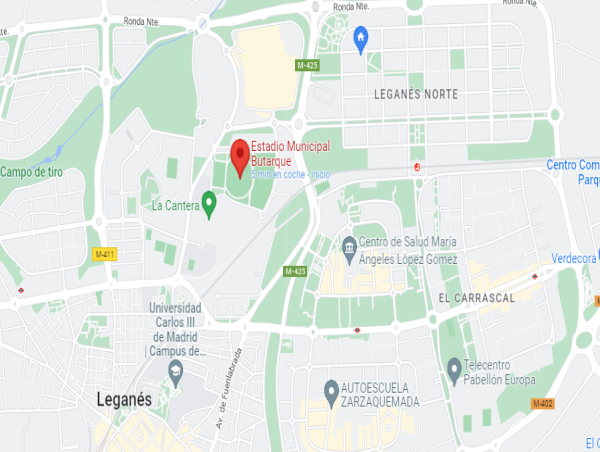 Ronda Nte.
Ronda Nte.
Ronda Nte.
M-425
LEGANÉS NORTE
Estadio Municipal
Butarque
5 min en coche - inicio
Campo de tiro
Centro Com
Parqu
La Cantera
Centro de Salud María
Ángeles López Gómez
M-411
M-425
Verdecora
EL CARRASCAL
Universidad
Carlos III
de Madrid
| Campus de...
Av. de Fuenlabrada
Telecentro
Pabellón Europa
Leganés
AUTOESCUELA
ZARZAQUEMADA
M-402
El C